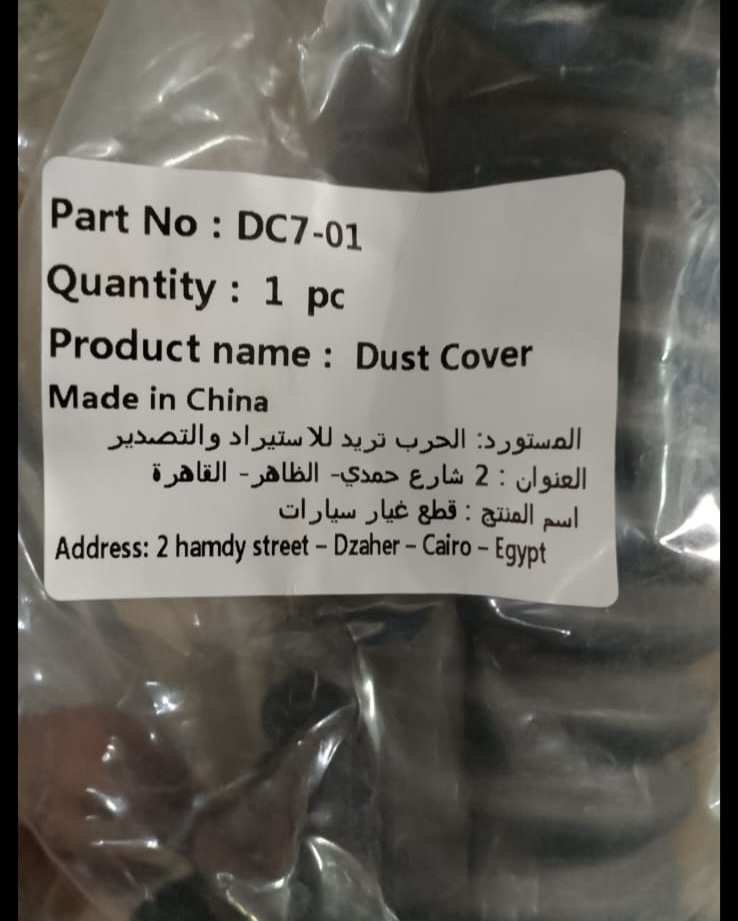 Part No : DC7-01
Quantity : 1 pc
Product name : Dust Cover
Made in China
المستورد: الحرب تريد للاستيراد والتصدير
العنوان : 2 شارع حمدي- الظاهر- القاهرة
اسم المنتج : قطع غيار سيارات
Address: 2 hamdy street – Dzaher – Cairo – Egypt